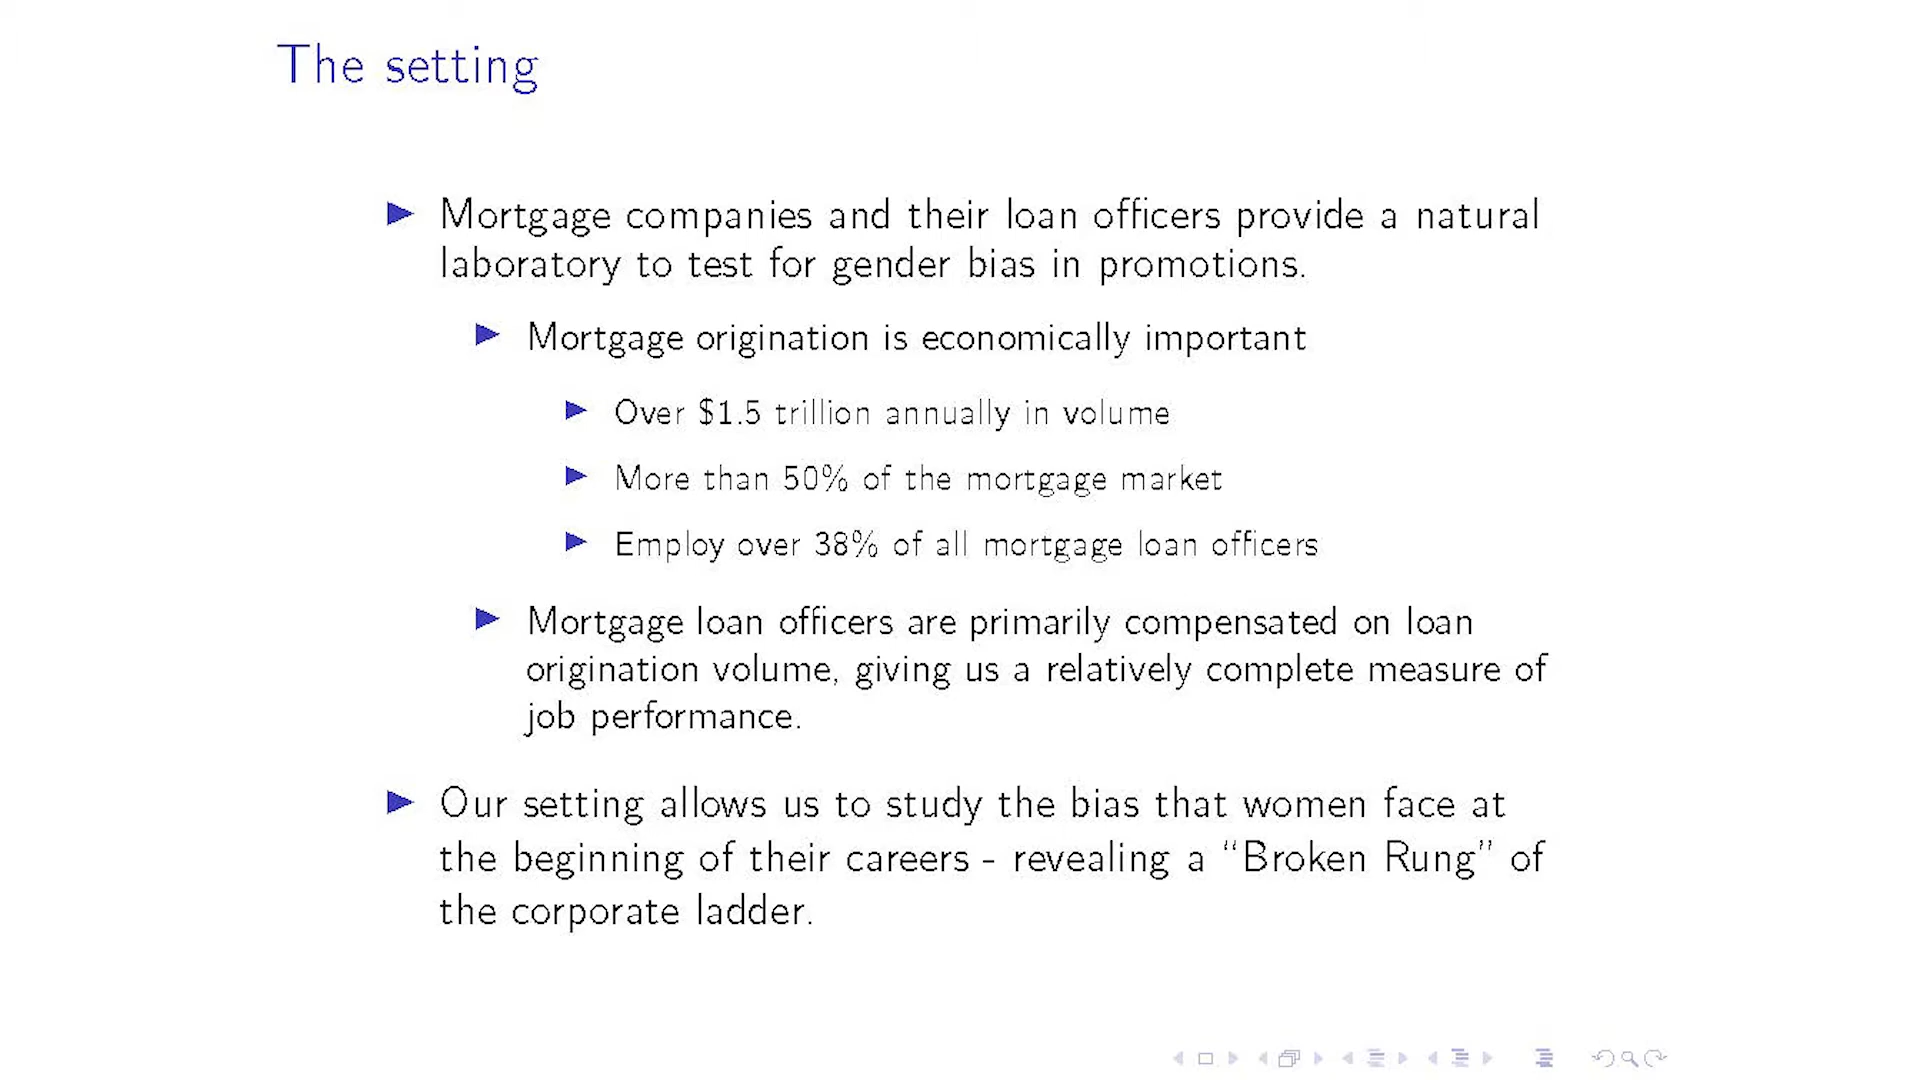 The setting
Mortgage companies and their loan officers provide a natural
laboratory to test for gender bias in promotions.
Mortgage origination is economically important
Over $1.5 trillion annually in volume
More than 50% of the mortgage market
Employ over 38% of all mortgage loan officers
Mortgage loan officers are primarily compensated on loan
origination volume, giving us a relatively complete measure of
job performance.
Our setting allows us to study the bias that women face at
the beginning of their careers - revealing a “Broken Rung” of
the corporate ladder.